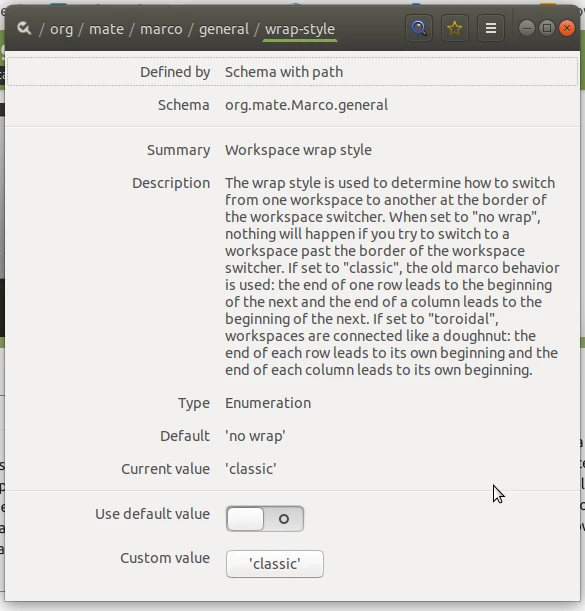 / org / mate / marco / general / wrap-style
Defined by Schema with path
Schema org.mate.Marco.general
Summary Workspace wrap style
Description The wrap style is used to determine how to switch
from one workspace to another at the border of
the workspace switcher. When set to "no wrap",
nothing will happen if you try to switch to a
workspace past the border of the workspace
switcher. If set to "classic", the old marco behavior
is used: the end of one row leads to the beginning
of the next and the end of a column leads to the
beginning of the next. If set to "toroidal",
workspaces are connected like a doughnut: the
end of each row leads to its own beginning and the
end of each column leads to its own beginning.
Type Enumeration
Default 'no wrap'
Current value 'classic'
Use default value
Custom value 'classic'